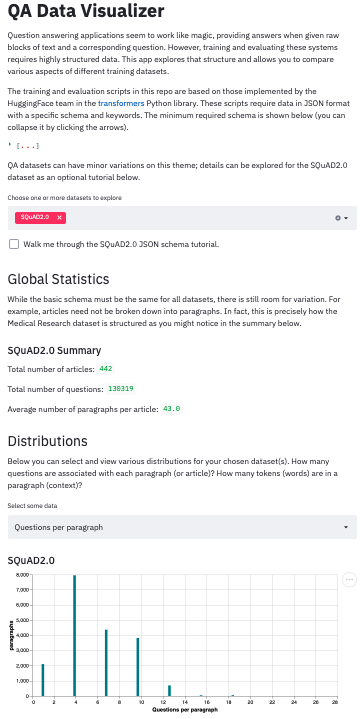 QA Data Visualizer
Question answering applications seem to work like magic, providing answers when given raw
blocks of text and a corresponding question. However, training and evaluating these systems
requires highly structured data. This app explores that structure and allows you to compare
various aspects of different training datasets.
The training and evaluation scripts in this repo are based on those implemented by the
HuggingFace team in the transformers Python library. These scripts require data in JSON format
with a specific schema and keywords. The minimum required schema is shown below (you can
collapse it by clicking the arrows).
[...]
QA datasets can have minor variations on this theme; details can be explored for the SQuAD2.0
dataset as an optional tutorial below.
Choose one or more datasets to explore
SQuAD2.0 ×
Walk me through the SQuAD2.0 JSON schema tutorial.
Global Statistics
While the basic schema must be the same for all datasets, there is still room for variation. For
example, articles need not be broken down into paragraphs. In fact, this is precisely how the
Medical Research dataset is structured as you might notice in the summary below.
SQuAD2.0 Summary
Total number of articles: 442
Total number of questions: 130319
Average number of paragraphs per article: 43.0
Distributions
Below you can select and view various distributions for your chosen dataset(s). How many
questions are associated with each paragraph (or article)? How many tokens (words) are in a
paragraph (context)?
Select some data
Questions per paragraph
SQuAD2.0
8,000
7,000
6,000
5,000
4,000
3,000
2,000
1,000
0
paragraphs
0 2 4 6 8 10 12 14 16 18 20 22 24 26 28
Questions per paragraph